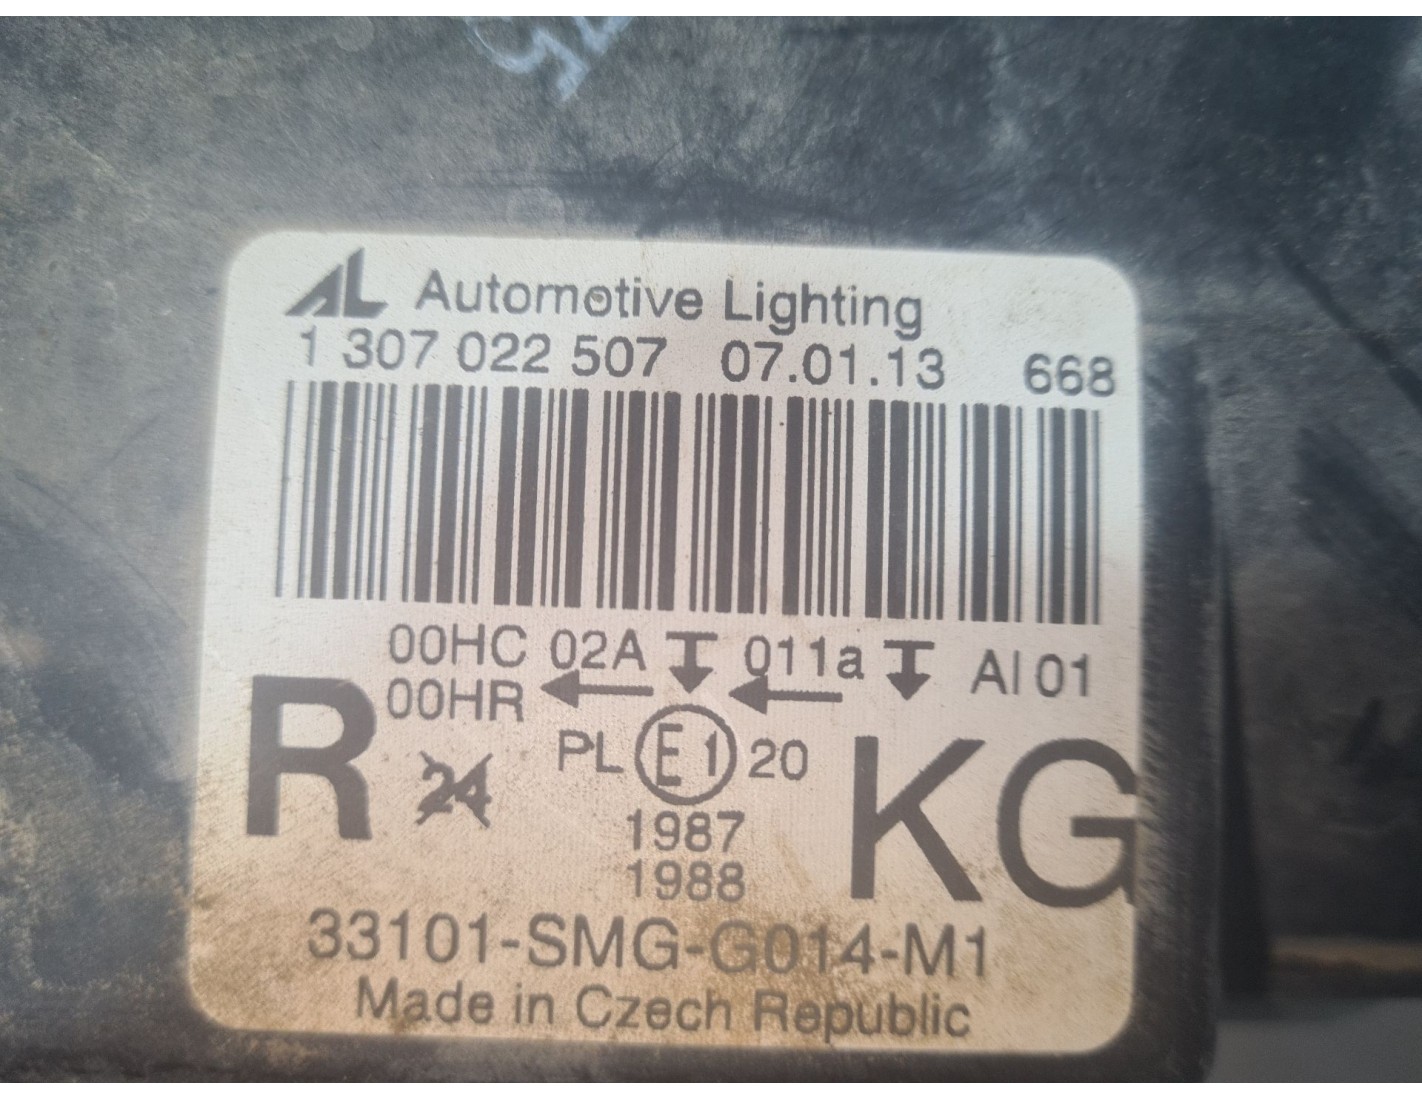 AL Automotive Lighting
1 307 022 507 07.01.13 668
00HC 02A 011a AI 01
R 00HR
24 PL E1 20 KG
1987
1988
33101-SMG-G014-M1
Made in Czech Republic